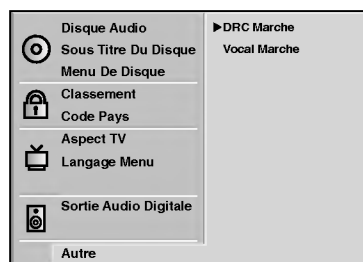 Disque Audio
Sous Titre Du Disque
Menu De Disque
Classement
Code Pays
Aspect TV
Langage Menu
Sortie Audio Digitale
Autre
▶DRC Marche
Vocal Marche